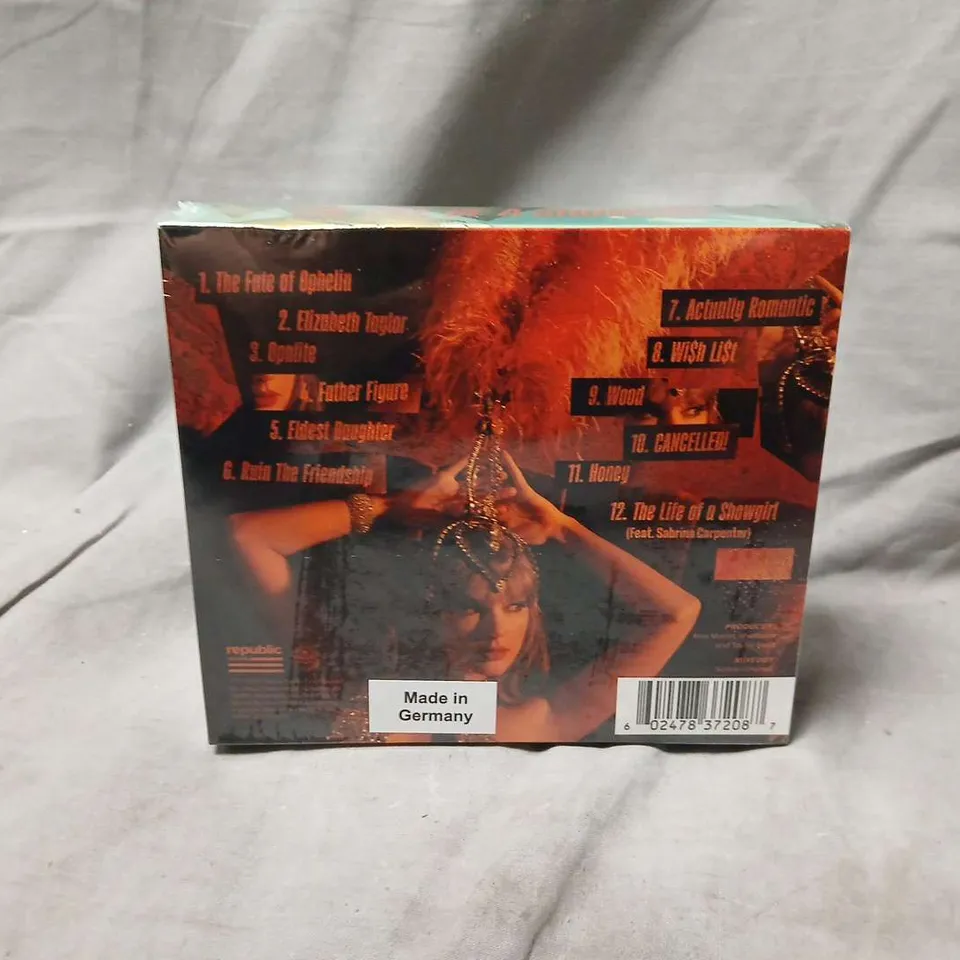 1. The Fate of Ophelia
2. Elizabeth Taylor
3. Opalite
4. Father Figure
5. Eldest Daughter
6. Ruin The Friendship
7. Actually Romantic
8. Wi$h Li$t
9. Wood
10. CANCELLED!
11. Honey
12. The Life of a Showgirl
(Feat. Sabrina Carpenter)
PRODUCERS
republic
Made in
Germany
6 02478 37208 7